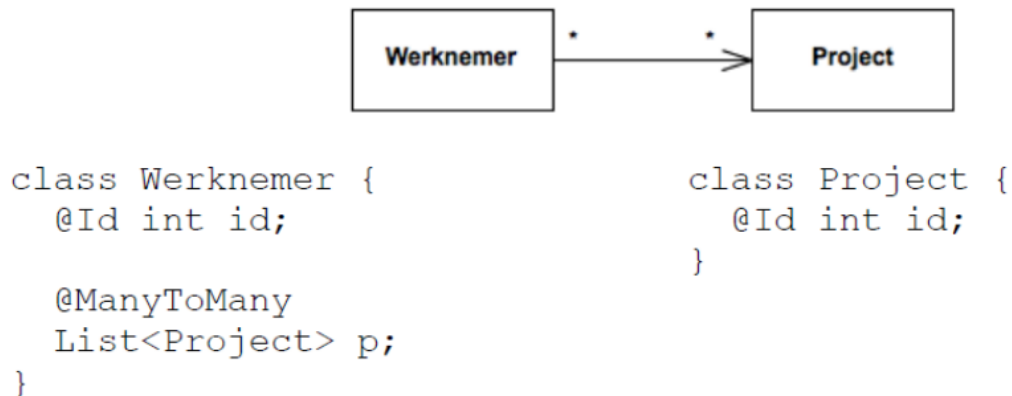 Werknemer * * Project
class Werknemer {
@Id int id;
@ManyToMany
List<Project> p;
}
class Project {
@Id int id;
}